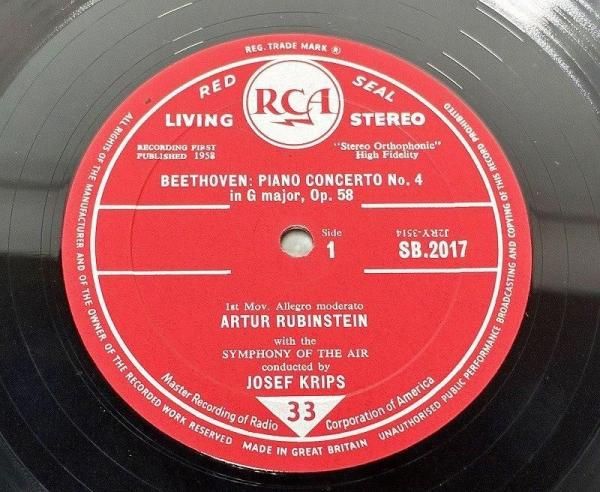 REG. TRADE MARK ®
RED SEAL
RCA
LIVING STEREO
RECORDING FIRST
PUBLISHED 1958
"Stereo Orthophonic"
High Fidelity
BEETHOVEN: PIANO CONCERTO No. 4
in G major, Op. 58
Side
1
J2RY-3514
SB.2017
1st Mov. Allegro moderato
ARTUR RUBINSTEIN
with the
SYMPHONY OF THE AIR
conducted by
JOSEF KRIPS
Master Recording of Radio Corporation of America
33
ALL RIGHTS OF THE MANUFACTURER AND OF THE OWNER OF THE RECORDED WORK RESERVED
UNAUTHORISED PUBLIC PERFORMANCE BROADCASTING AND COPYING OF THIS RECORD PROHIBITED
MADE IN GREAT BRITAIN